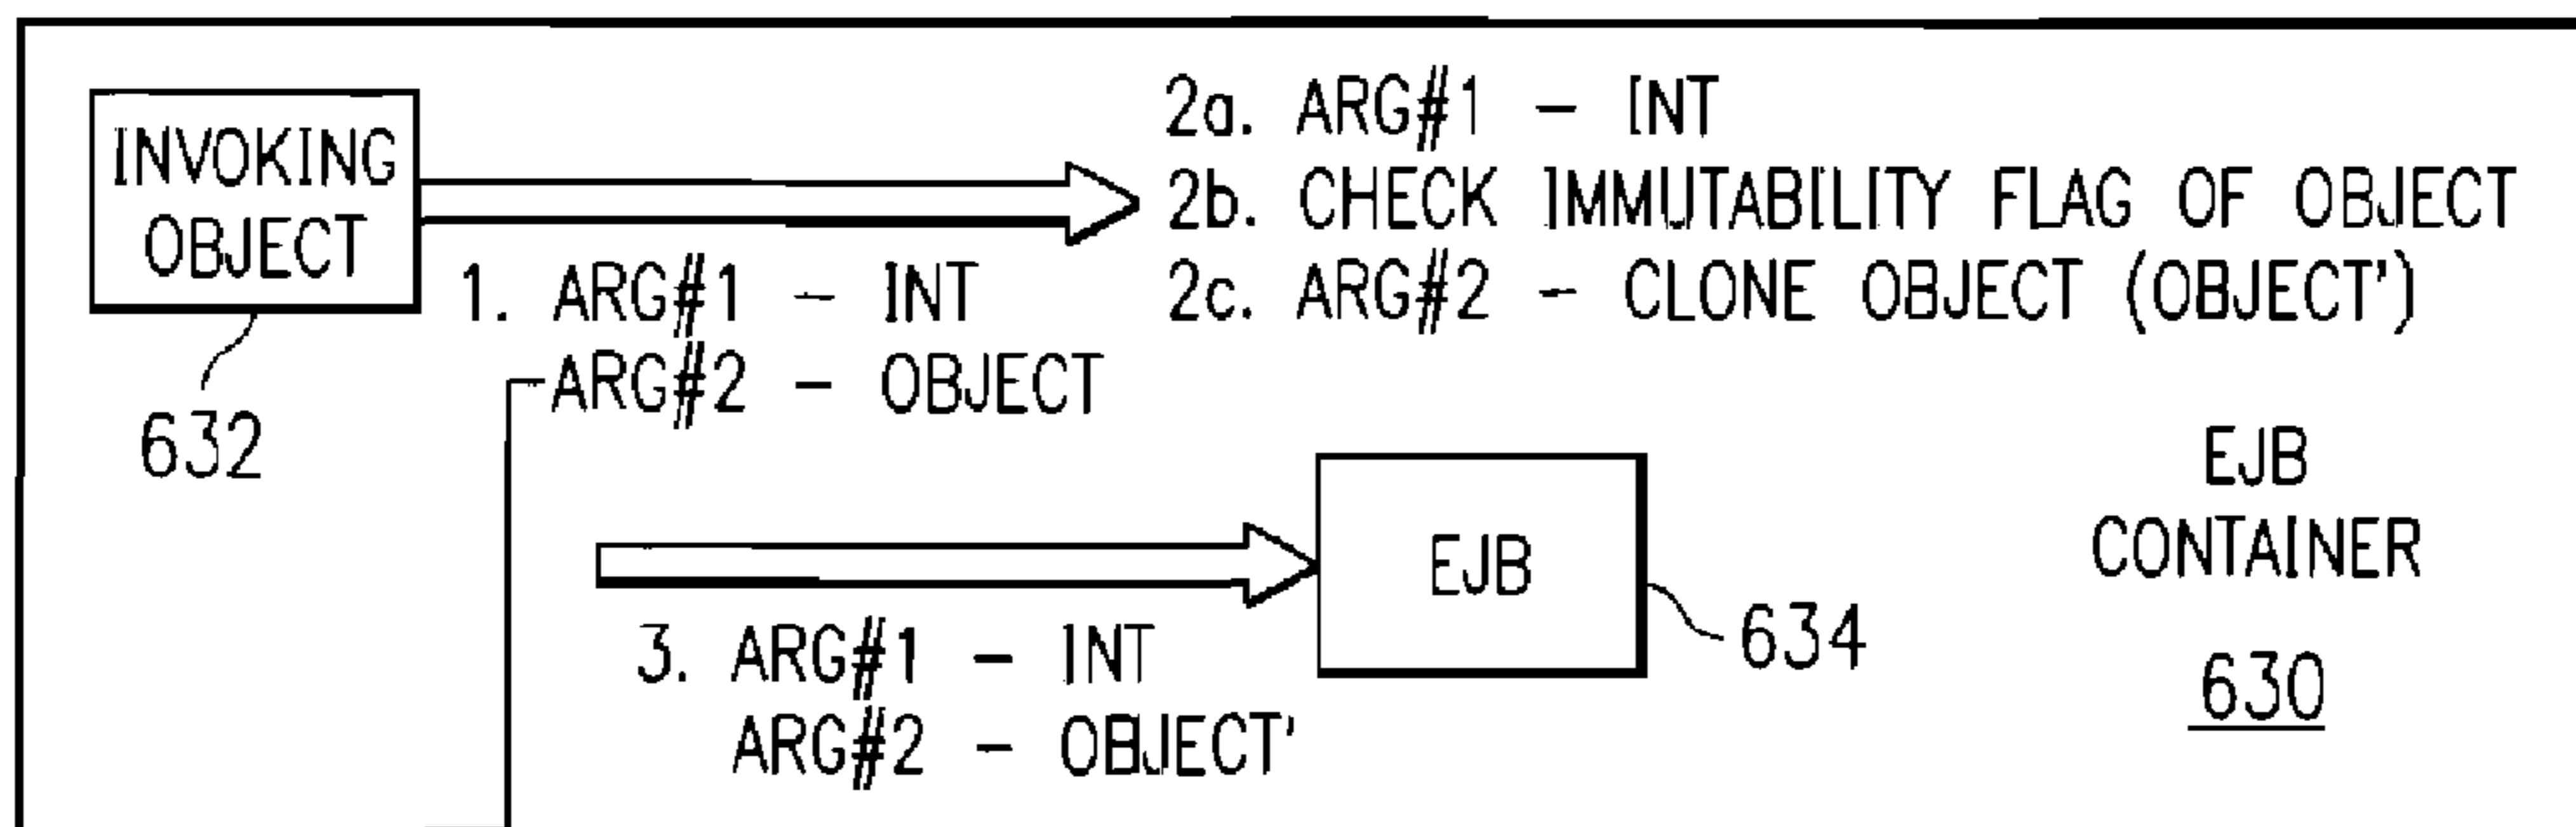 INVOKING
OBJECT
632
1. ARG#1 - INT
ARG#2 - OBJECT
2a. ARG#1 - INT
2b. CHECK IMMUTABILITY FLAG OF OBJECT
2c. ARG#2 - CLONE OBJECT (OBJECT')
3. ARG#1 - INT
ARG#2 - OBJECT'
EJB
634
EJB
CONTAINER
630